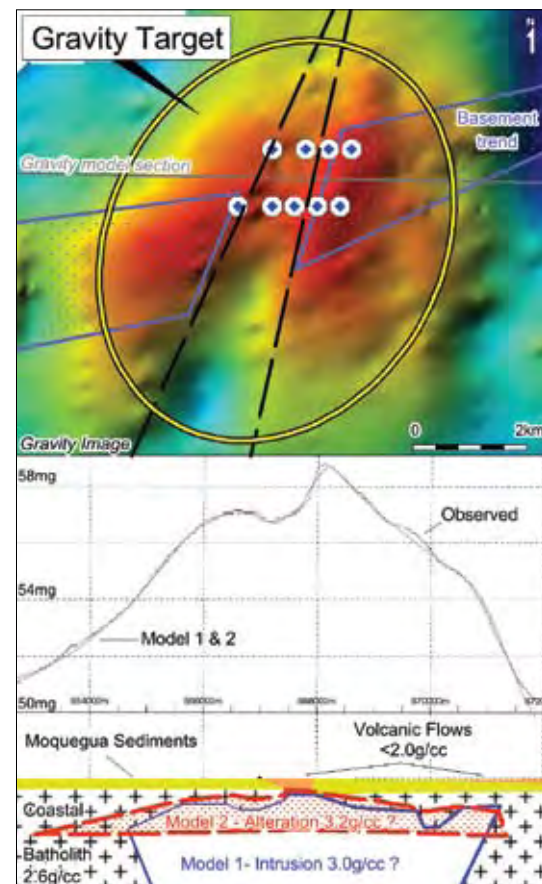 Gravity Target
N
Basement
trend
Gravity model section
Gravity Image
0 2km
58mg
Observed
54mg
Model 1 & 2
50mg
Volcanic Flows
<2.0g/cc
Moquegua Sediments
Coastal
Model 2 - Alteration 3.2g/cc ?
Batholith
2.6g/cc
Model 1- Intrusion 3.0g/cc ?